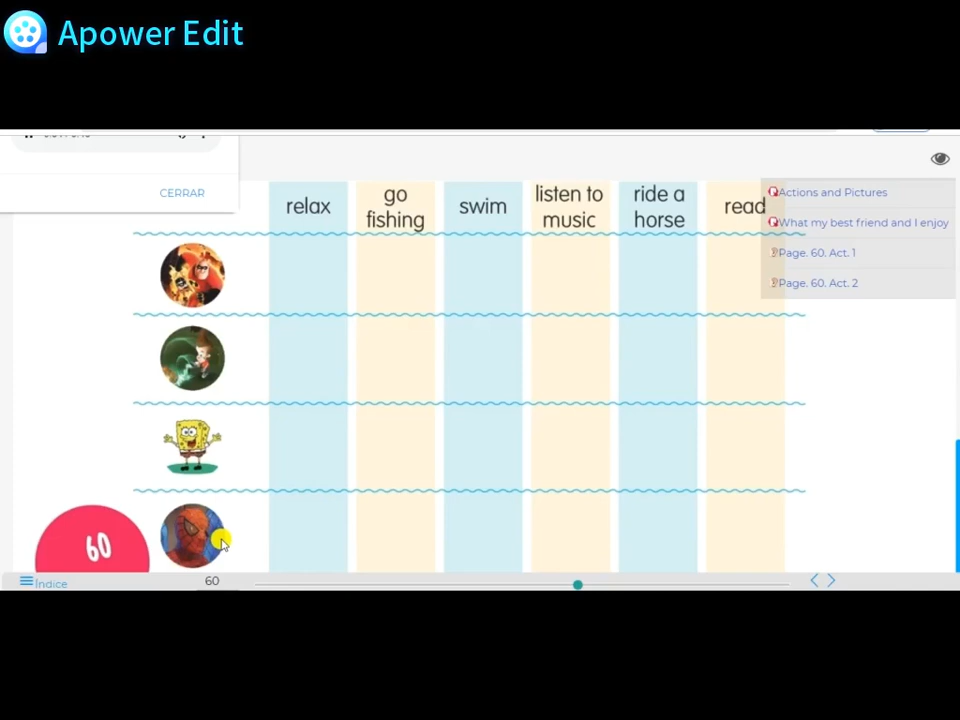 Apower Edit
CERRAR
relax
go
fishing
swim
listen to
music
ride a
horse
read
Actions and Pictures
What my best friend and I enjoy
Page. 60. Act. 1
Page. 60. Act. 2
60
Índice
60